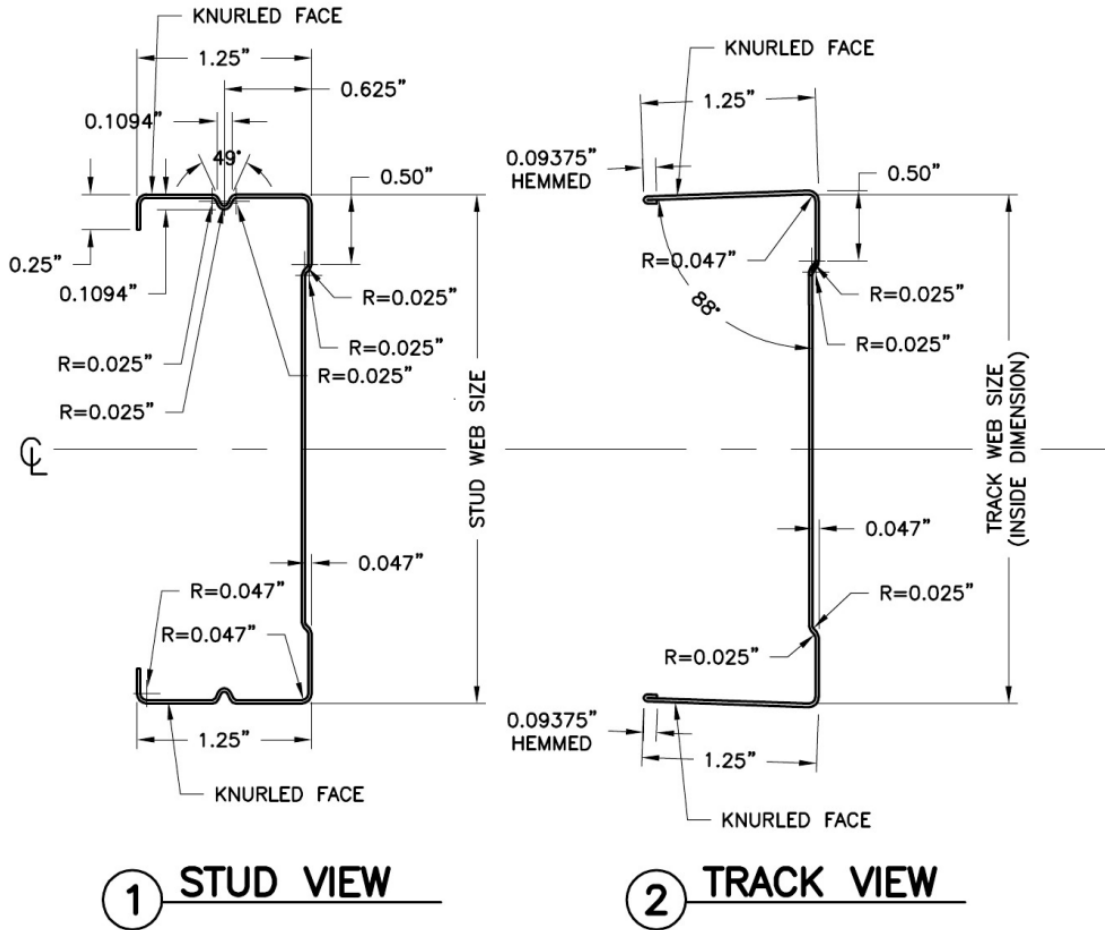 KNURLED FACE
1.25"
0.625"
0.1094"
49°
0.50"
0.25"
0.1094"
R=0.025"
R=0.025"
R=0.025"
R=0.025"
R=0.025"
STUD WEB SIZE
℄
0.047"
R=0.047"
R=0.047"
1.25"
KNURLED FACE
1 STUD VIEW
KNURLED FACE
1.25"
0.09375"
HEMMED
0.50"
R=0.047"
88°
R=0.025"
R=0.025"
TRACK WEB SIZE
(INSIDE DIMENSION)
0.047"
R=0.025"
R=0.025"
0.09375"
HEMMED
1.25"
KNURLED FACE
2 TRACK VIEW